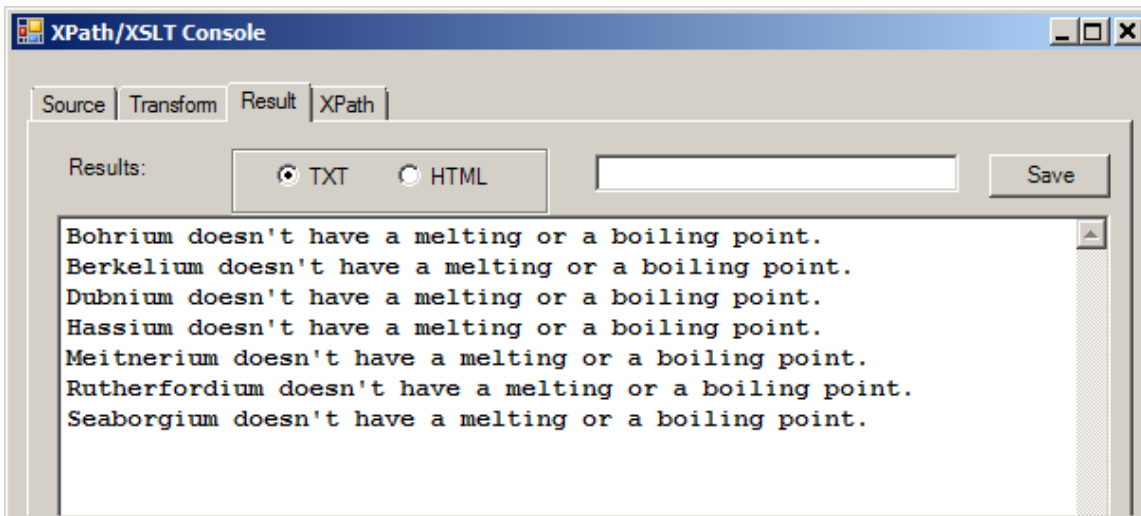 XPath/XSLT Console
Source Transform Result XPath
Results: TXT HTML Save
Bohrium doesn't have a melting or a boiling point.
Berkelium doesn't have a melting or a boiling point.
Dubnium doesn't have a melting or a boiling point.
Hassium doesn't have a melting or a boiling point.
Meitnerium doesn't have a melting or a boiling point.
Rutherfordium doesn't have a melting or a boiling point.
Seaborgium doesn't have a melting or a boiling point.